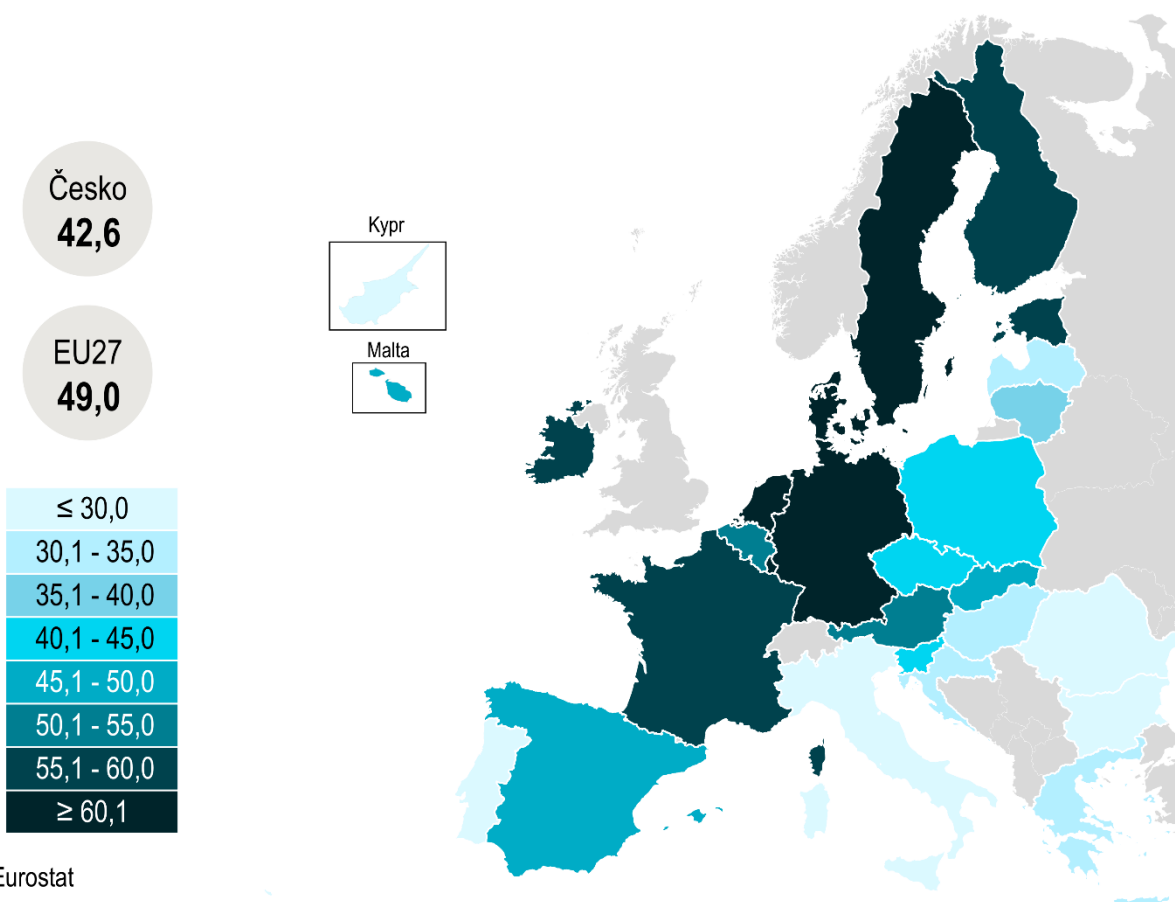 Česko
42,6
Kypr
EU27
49,0
Malta
≤ 30,0
30,1 - 35,0
35,1 - 40,0
40,1 - 45,0
45,1 - 50,0
50,1 - 55,0
55,1 - 60,0
≥ 60,1
Eurostat